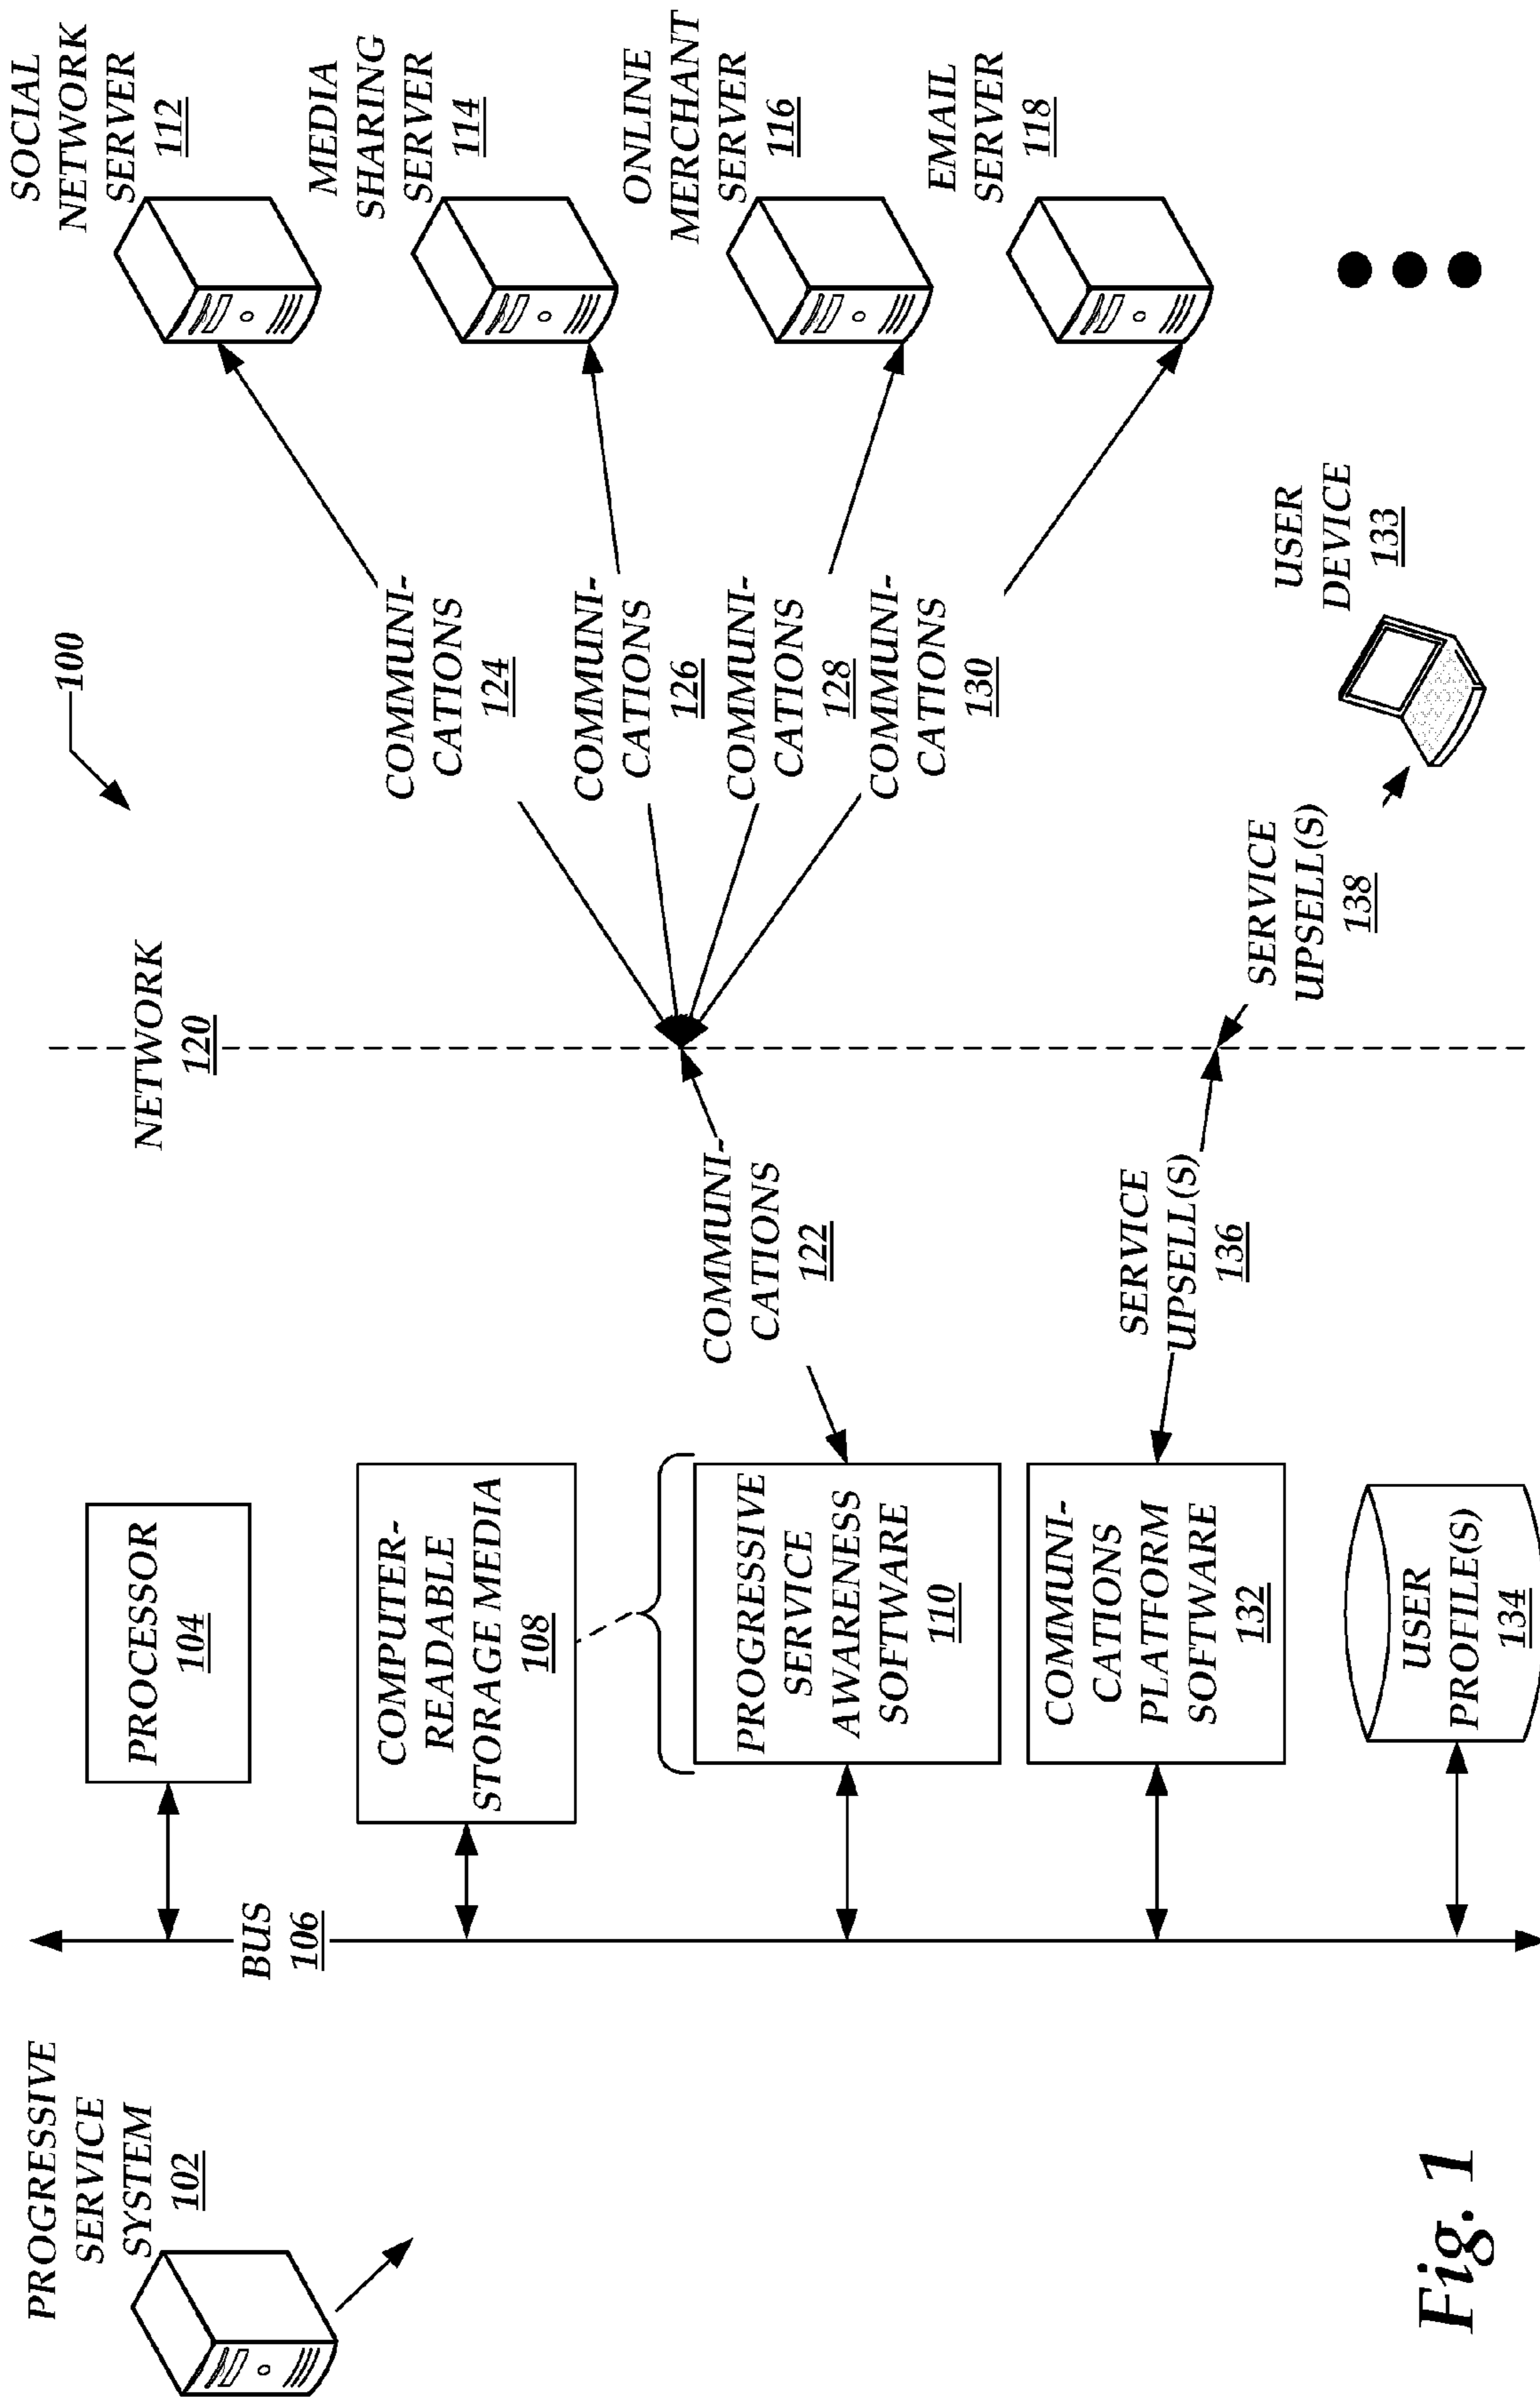 PROGRESSIVE
SERVICE
SYSTEM
102
BUS
106
PROCESSOR
104
COMPUTER-
READABLE
STORAGE MEDIA
108
PROGRESSIVE
SERVICE
AWARENESS
SOFTWARE
110
COMMUNI-
CATIONS
PLATFORM
SOFTWARE
132
USER
PROFILE(S)
134
COMMUNI-
CATIONS
122
SERVICE
UPSELL(S)
136
NETWORK
120
100
COMMUNI-
CATIONS
124
COMMUNI-
CATIONS
126
COMMUNI-
CATIONS
128
COMMUNI-
CATIONS
130
SERVICE
UPSELL(S)
138
USER
DEVICE
133
SOCIAL
NETWORK
SERVER
112
MEDIA
SHARING
SERVER
114
ONLINE
MERCHANT
SERVER
116
EMAIL
SERVER
118
Fig. 1